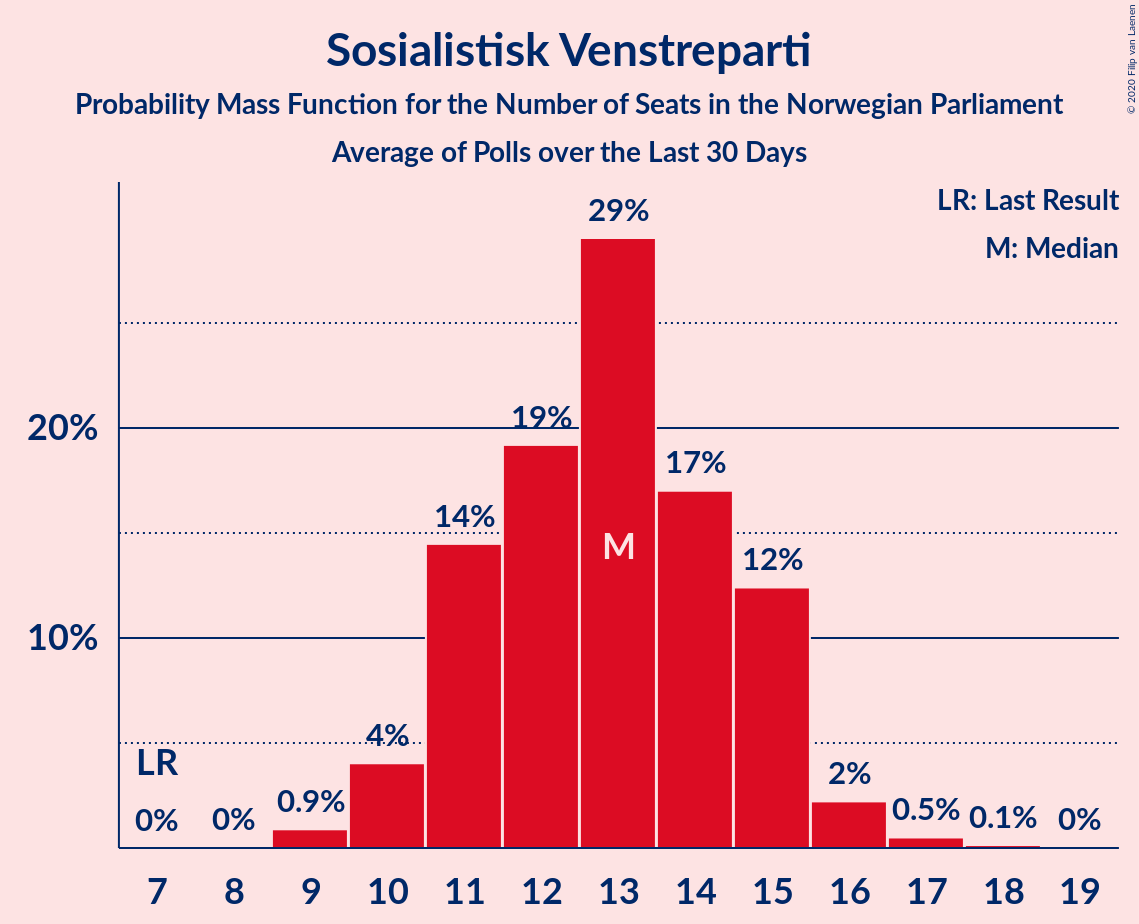 Sosialistisk Venstreparti
Probability Mass Function for the Number of Seats in the Norwegian Parliament
Average of Polls over the Last 30 Days
© 2020 Filip van Laenen
LR: Last Result
M: Median
29%
20%
19%
17%
14%
M
12%
10%
4%
LR
2%
0% 0% 0.9% 0.5% 0.1% 0%
7 8 9 10 11 12 13 14 15 16 17 18 19